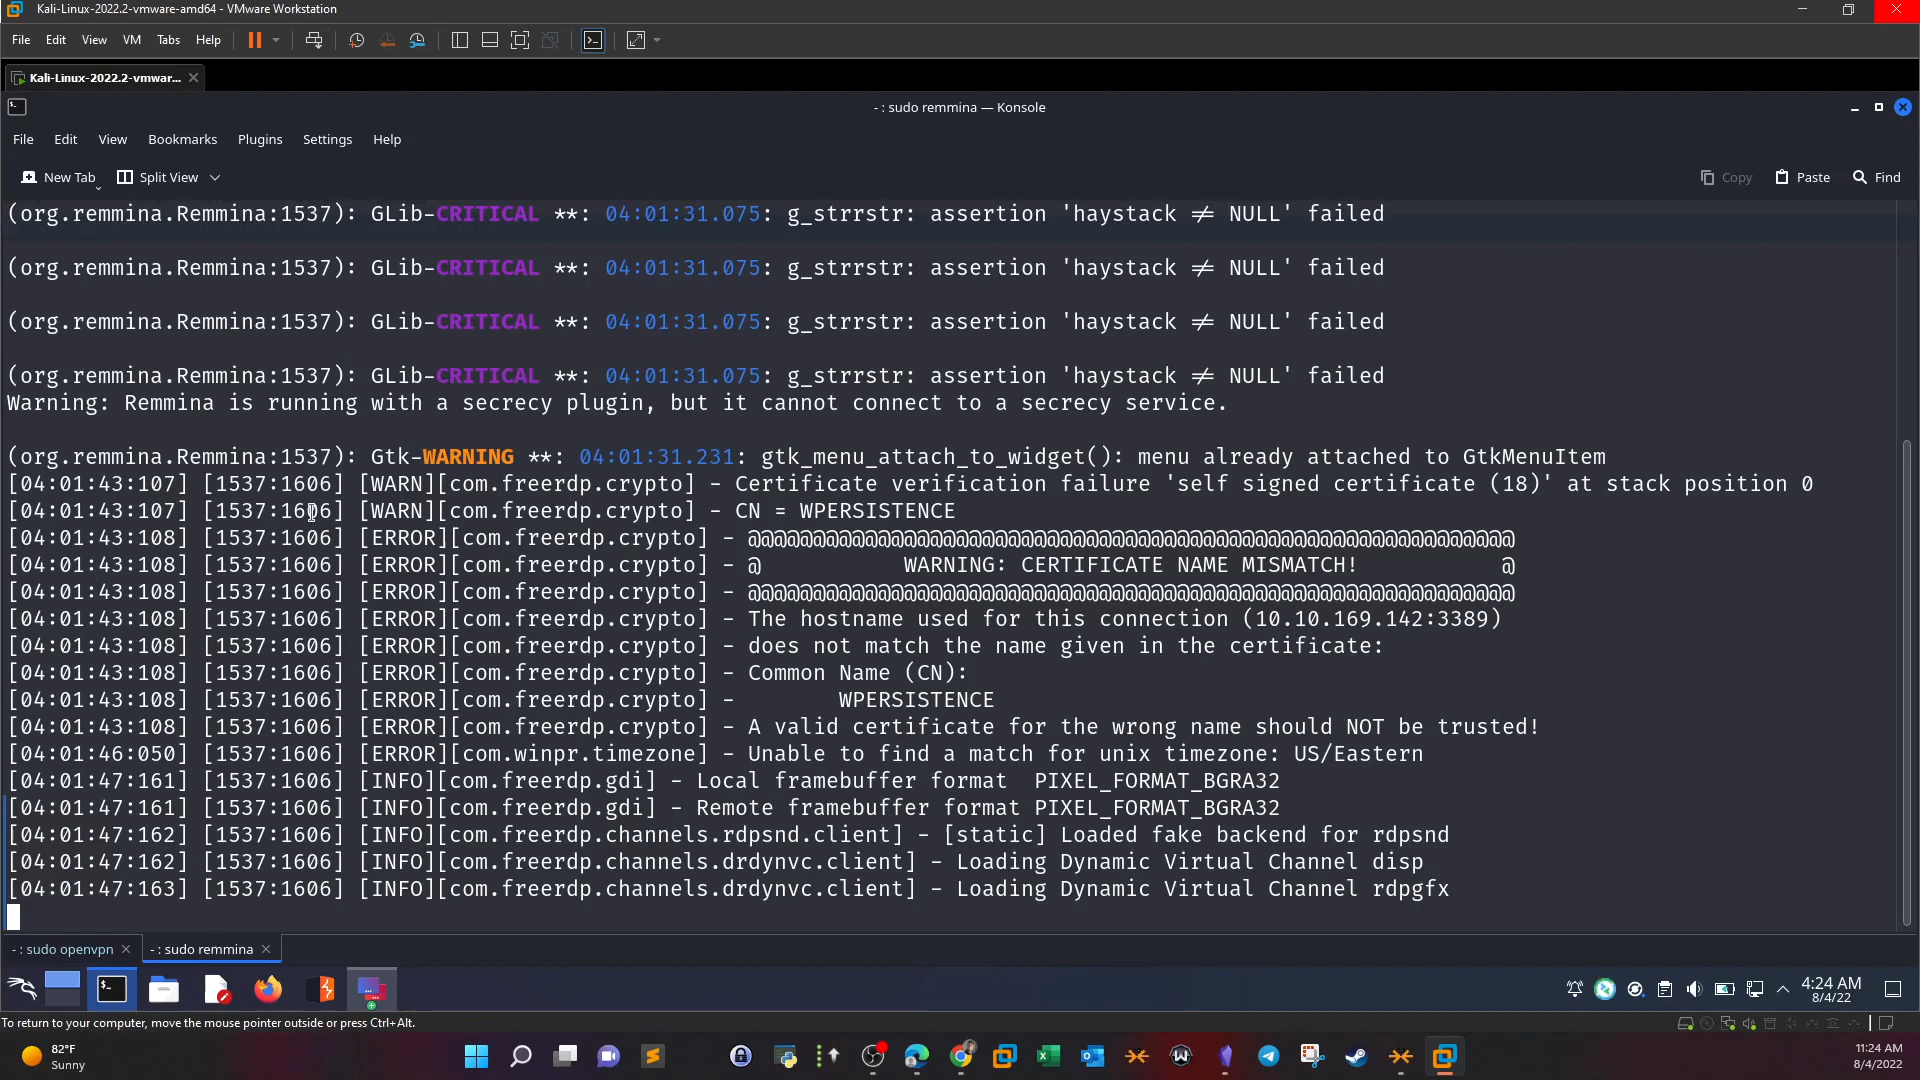 Kali-Linux-2022.2-vmware-amd64 - VMware Workstation
File Edit View VM Tabs Help
Kali-Linux-2022.2-vmwar...
- : sudo remmina — Konsole
File Edit View Bookmarks Plugins Settings Help
New Tab Split View Copy Paste Find
(org.remmina.Remmina:1537): GLib-CRITICAL **: 04:01:31.075: g_strrstr: assertion 'haystack ≠ NULL' failed
(org.remmina.Remmina:1537): GLib-CRITICAL **: 04:01:31.075: g_strrstr: assertion 'haystack ≠ NULL' failed
(org.remmina.Remmina:1537): GLib-CRITICAL **: 04:01:31.075: g_strrstr: assertion 'haystack ≠ NULL' failed
(org.remmina.Remmina:1537): GLib-CRITICAL **: 04:01:31.075: g_strrstr: assertion 'haystack ≠ NULL' failed
Warning: Remmina is running with a secrecy plugin, but it cannot connect to a secrecy service.
(org.remmina.Remmina:1537): Gtk-WARNING **: 04:01:31.231: gtk_menu_attach_to_widget(): menu already attached to GtkMenuItem
[04:01:43:107] [1537:1606] [WARN][com.freerdp.crypto] - Certificate verification failure 'self signed certificate (18)' at stack position 0
[04:01:43:107] [1537:1606] [WARN][com.freerdp.crypto] - CN = WPERSISTENCE
[04:01:43:108] [1537:1606] [ERROR][com.freerdp.crypto] - @@@@@@@@@@@@@@@@@@@@@@@@@@@@@@@@@@@@@@@@@@@@@@@@@@@@@@@@@@@
[04:01:43:108] [1537:1606] [ERROR][com.freerdp.crypto] - @           WARNING: CERTIFICATE NAME MISMATCH!           @
[04:01:43:108] [1537:1606] [ERROR][com.freerdp.crypto] - @@@@@@@@@@@@@@@@@@@@@@@@@@@@@@@@@@@@@@@@@@@@@@@@@@@@@@@@@@@
[04:01:43:108] [1537:1606] [ERROR][com.freerdp.crypto] - The hostname used for this connection (10.10.169.142:3389)
[04:01:43:108] [1537:1606] [ERROR][com.freerdp.crypto] - does not match the name given in the certificate:
[04:01:43:108] [1537:1606] [ERROR][com.freerdp.crypto] - Common Name (CN):
[04:01:43:108] [1537:1606] [ERROR][com.freerdp.crypto] -        WPERSISTENCE
[04:01:43:108] [1537:1606] [ERROR][com.freerdp.crypto] - A valid certificate for the wrong name should NOT be trusted!
[04:01:46:050] [1537:1606] [ERROR][com.winpr.timezone] - Unable to find a match for unix timezone: US/Eastern
[04:01:47:161] [1537:1606] [INFO][com.freerdp.gdi] - Local framebuffer format  PIXEL_FORMAT_BGRA32
[04:01:47:161] [1537:1606] [INFO][com.freerdp.gdi] - Remote framebuffer format PIXEL_FORMAT_BGRA32
[04:01:47:162] [1537:1606] [INFO][com.freerdp.channels.rdpsnd.client] - [static] Loaded fake backend for rdpsnd
[04:01:47:162] [1537:1606] [INFO][com.freerdp.channels.drdynvc.client] - Loading Dynamic Virtual Channel disp
[04:01:47:163] [1537:1606] [INFO][com.freerdp.channels.drdynvc.client] - Loading Dynamic Virtual Channel rdpgfx
- : sudo openvpn - : sudo remmina
4:24 AM
8/4/22
To return to your computer, move the mouse pointer outside or press Ctrl+Alt.
82°F
Sunny
11:24 AM
8/4/2022